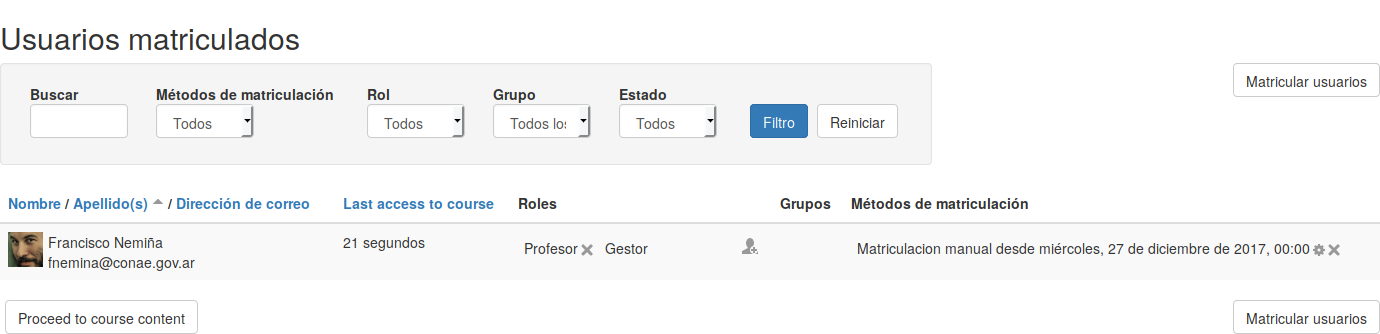 Usuarios matriculados
Matricular usuarios
Buscar Métodos de matriculación Rol Grupo Estado
Todos Todos Todos los Todos Filtro Reiniciar
Nombre / Apellido(s) / Dirección de correo Last access to course Roles Grupos Métodos de matriculación
Francisco Nemiña 21 segundos Profesor Gestor Matriculacion manual desde miércoles, 27 de diciembre de 2017, 00:00
fnemina@conae.gov.ar
Proceed to course content Matricular usuarios